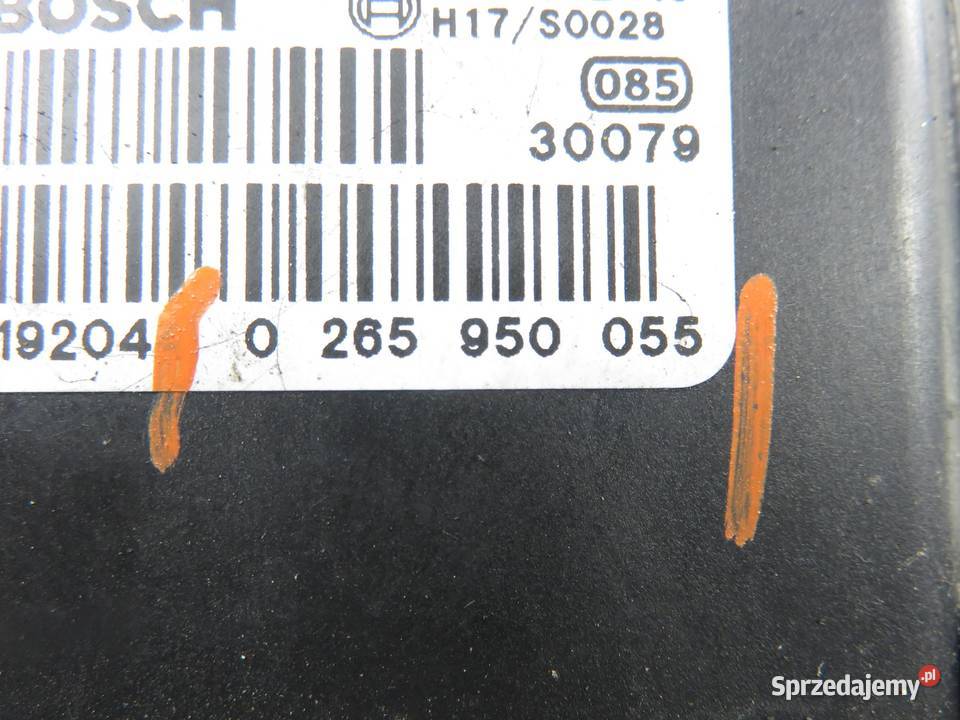 BOSCH
H17/S0028
085
30079
19204 0 265 950 055
Sprzedajemy.pl